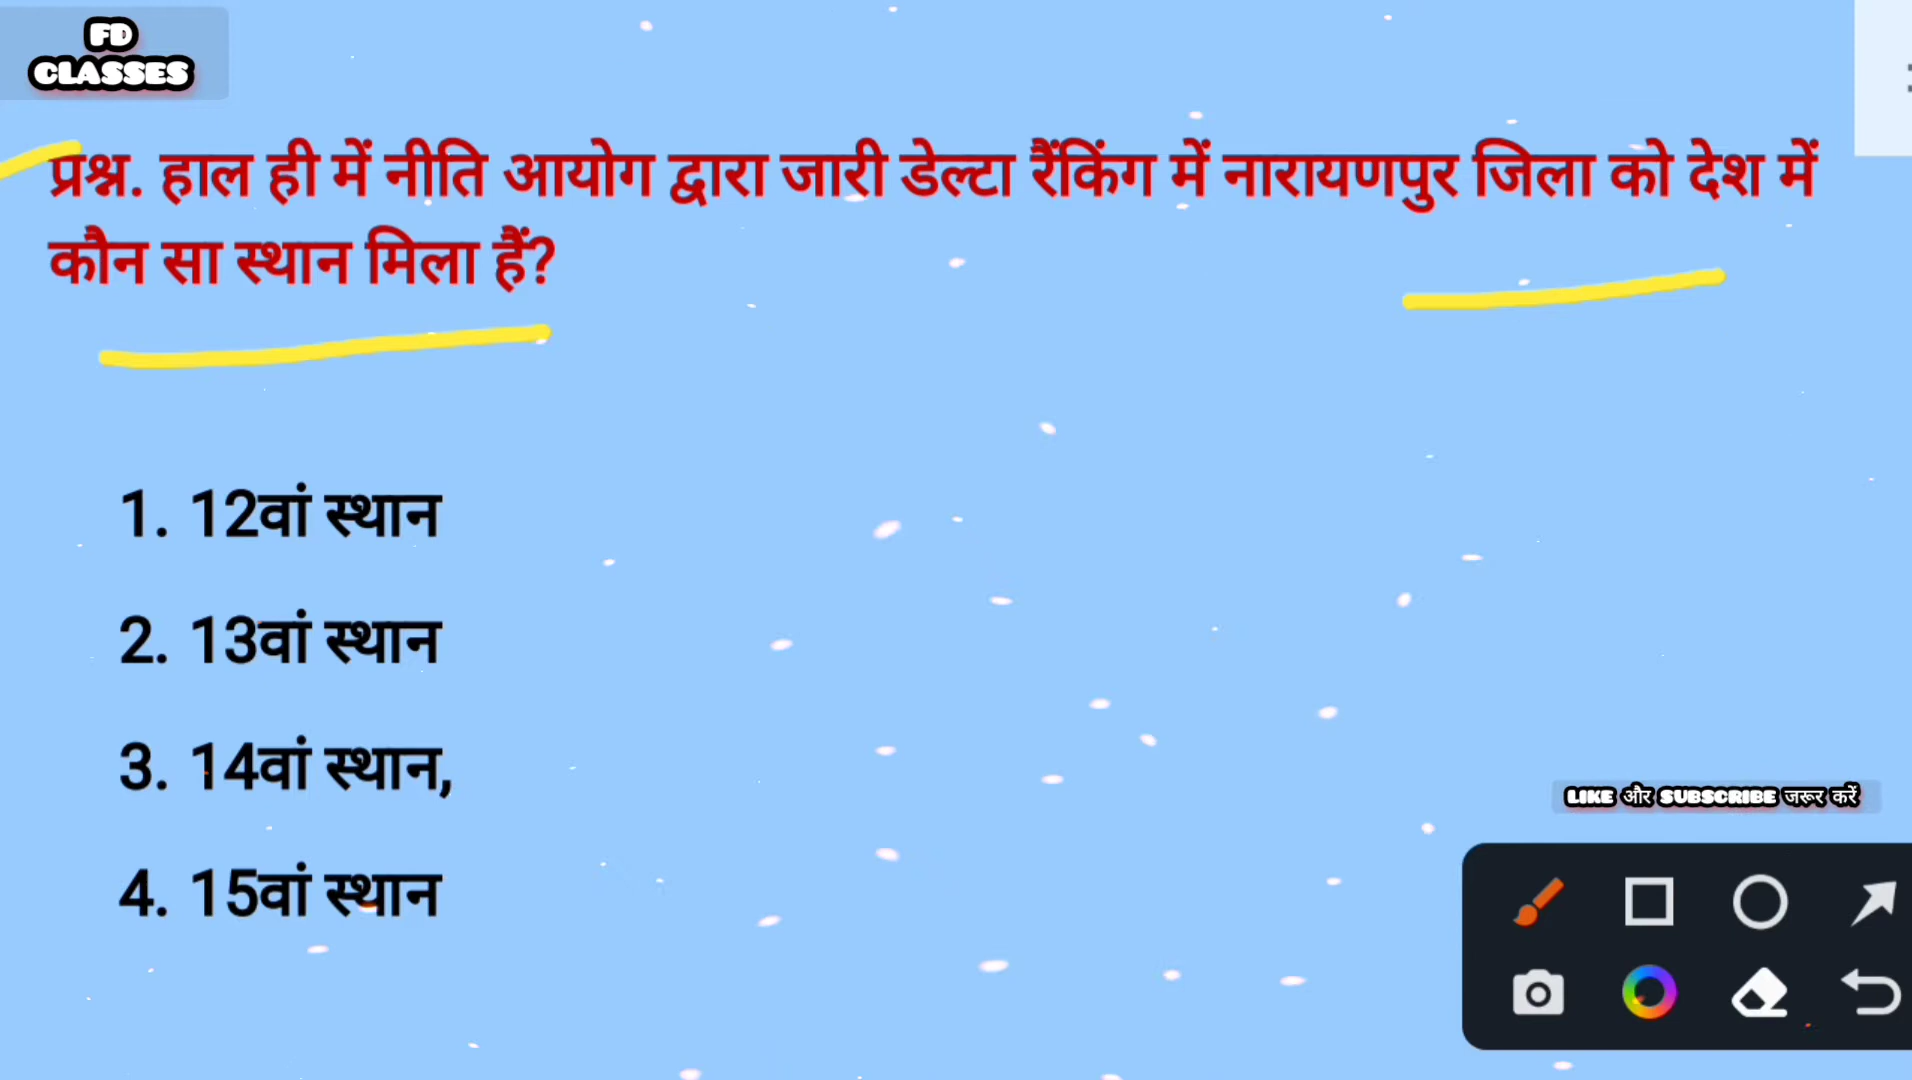 FD
CLASSES
प्रश्न. हाल ही में नीति आयोग द्वारा जारी डेल्टा रैंकिंग में नारायणपुर जिला को देश में
कौन सा स्थान मिला हैं?
1. 12वां स्थान
2. 13वां स्थान
3. 14वां स्थान,
4. 15वां स्थान
LIKE और SUBSCRIBE जरूर करें